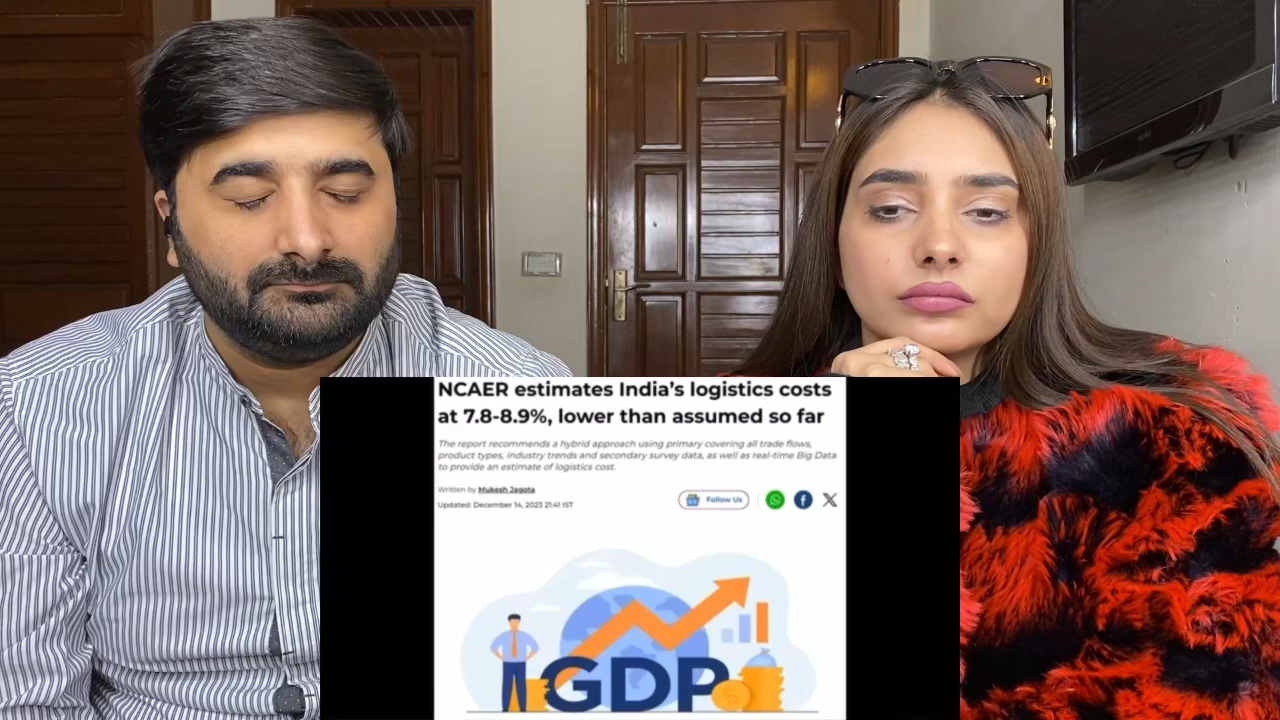 NCAER estimates India's logistics costs
at 7.8-8.9%, lower than assumed so far
The report recommends a hybrid approach using primary covering all trade flows,
product types, industry trends and secondary survey data, as well as real-time Big Data
to provide an estimate of logistics cost.
Written by Mukesh Jagota
Updated: December 14, 2023 21:41 IST
Follow Us
GDP